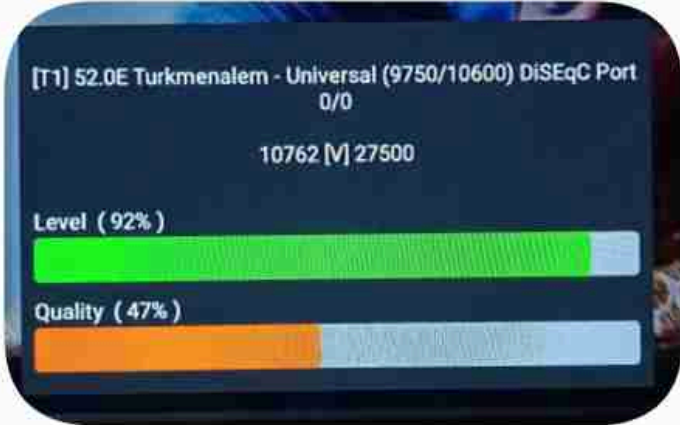 [T1] 52.0E Turkmenalem - Universal (9750/10600) DiSEqC Port
0/0
10762 [V] 27500
Level ( 92% )
Quality ( 47% )